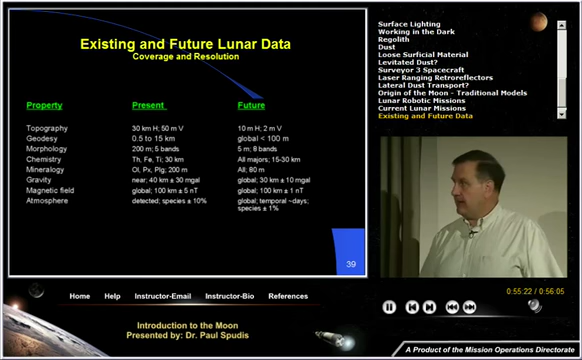 Existing and Future Lunar Data
Coverage and Resolution
Property Present Future
Topography 30 km H; 50 m V 10 m H; 2 m V
Geodesy 0.5 to 15 km global < 100 m
Morphology 200 m; 5 bands 5 m; 8 bands
Chemistry Th, Fe, Ti; 30 km All majors; 15-30 km
Mineralogy Ol, Px, Plg; 200 m All; 80 m
Gravity near; 40 km ± 30 mgal global; 30 km ± 10 mgal
Magnetic field global; 100 km ± 5 nT global; 100 km ± 1 nT
Atmosphere detected; species ± 10% global; temporal ~days;
species ± 1%
39
Surface Lighting
Working in the Dark
Regolith
Dust
Loose Surficial Material
Levitated Dust?
Surveyor 3 Spacecraft
Laser Ranging Retroreflectors
Lateral Dust Transport?
Origin of the Moon - Traditional Models
Lunar Robotic Missions
Current Lunar Missions
Existing and Future Data
0:55:22 / 0:56:05
Home Help Instructor-Email Instructor-Bio References
Introduction to the Moon
Presented by: Dr. Paul Spudis
A Product of the Mission Operations Directorate